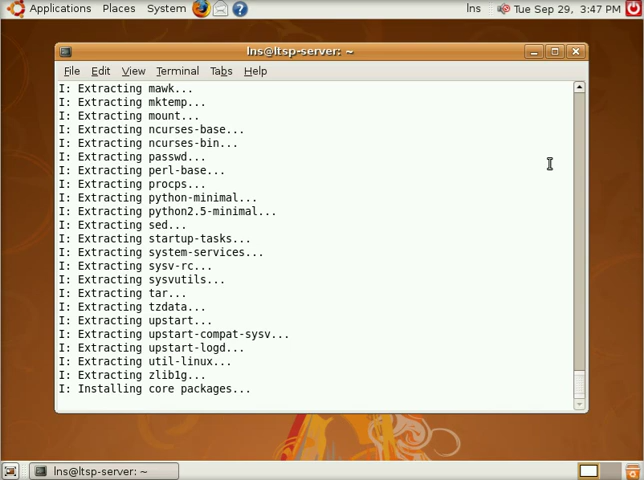 Applications Places System lns Tue Sep 29, 3:47 PM
lns@ltsp-server: ~
File Edit View Terminal Tabs Help
I: Extracting mawk...
I: Extracting mktemp...
I: Extracting mount...
I: Extracting ncurses-base...
I: Extracting ncurses-bin...
I: Extracting passwd...
I: Extracting perl-base...
I: Extracting procps...
I: Extracting python-minimal...
I: Extracting python2.5-minimal...
I: Extracting sed...
I: Extracting startup-tasks...
I: Extracting system-services...
I: Extracting sysv-rc...
I: Extracting sysvutils...
I: Extracting tar...
I: Extracting tzdata...
I: Extracting upstart...
I: Extracting upstart-compat-sysv...
I: Extracting upstart-logd...
I: Extracting util-linux...
I: Extracting zlib1g...
I: Installing core packages...
lns@ltsp-server: ~